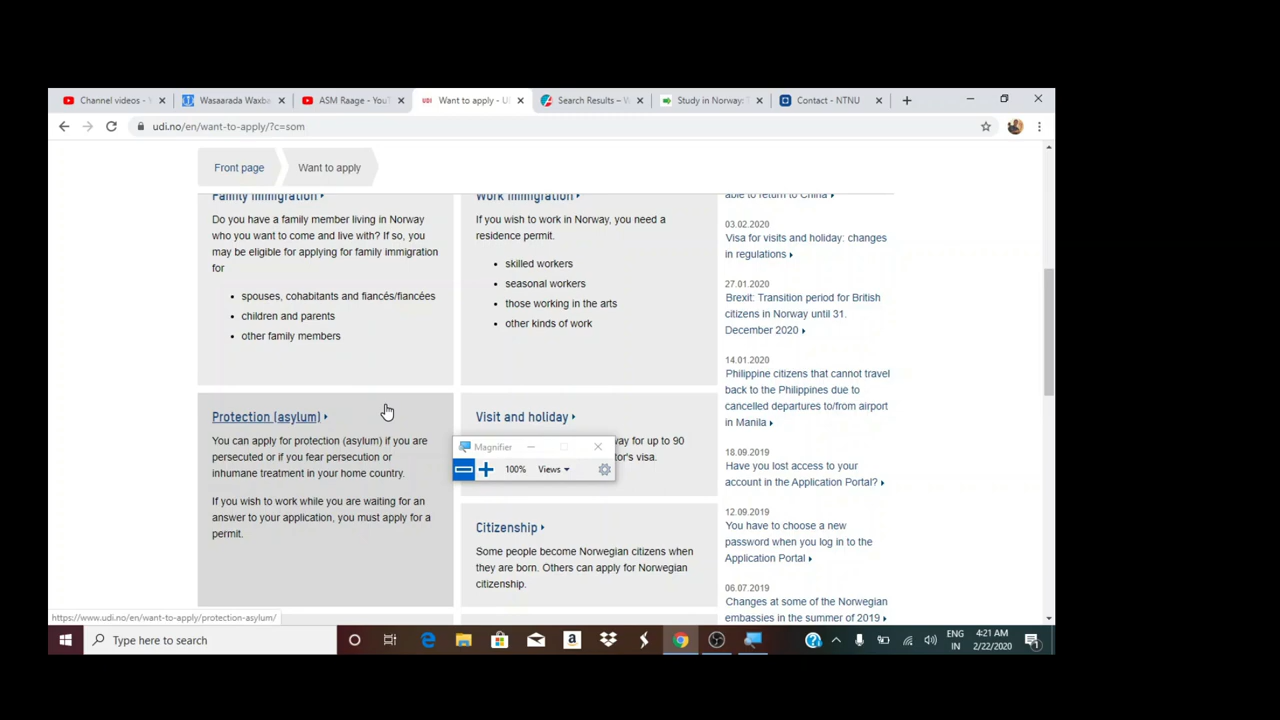 Channel videos - Y
Wasaarada Waxba
ASM Raage - YouT
UDI
Want to apply - U
Search Results – W
Study in Norway:
Contact - NTNU
udi.no/en/want-to-apply/?c=som
Front page
Want to apply
Family immigration
Do you have a family member living in Norway
who you want to come and live with? If so, you
may be eligible for applying for family immigration
for
spouses, cohabitants and fiancés/fiancées
children and parents
other family members
Work immigration
If you wish to work in Norway, you need a
residence permit.
skilled workers
seasonal workers
those working in the arts
other kinds of work
Protection (asylum)
You can apply for protection (asylum) if you are
persecuted or if you fear persecution or
inhumane treatment in your home country.
If you wish to work while you are waiting for an
answer to your application, you must apply for a
permit.
Visit and holiday
way for up to 90
tor's visa.
Magnifier
100%
Views
Citizenship
Some people become Norwegian citizens when
they are born. Others can apply for Norwegian
citizenship.
able to return to China
03.02.2020
Visa for visits and holiday: changes
in regulations
27.01.2020
Brexit: Transition period for British
citizens in Norway until 31.
December 2020
14.01.2020
Philippine citizens that cannot travel
back to the Philippines due to
cancelled departures to/from airport
in Manila
18.09.2019
Have you lost access to your
account in the Application Portal?
12.09.2019
You have to choose a new
password when you log in to the
Application Portal
06.07.2019
Changes at some of the Norwegian
embassies in the summer of 2019
https://www.udi.no/en/want-to-apply/protection-asylum/
Type here to search
ENG
IN
4:21 AM
2/22/2020